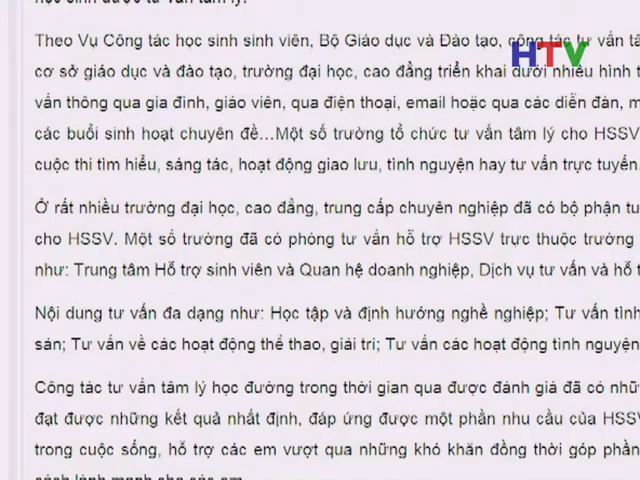 học sinh được tư vấn tâm lý.
HTV
Theo Vụ Công tác học sinh sinh viên, Bộ Giáo dục và Đào tạo, công tác tư vấn
cơ sở giáo dục và đào tạo, trường đại học, cao đẳng triển khai dưới nhiều hình
vấn thông qua gia đình, giáo viên, qua điện thoại, email hoặc qua các diễn đàn,
các buổi sinh hoạt chuyên đề...Một số trường tổ chức tư vấn tâm lý cho HSSV
cuộc thi tìm hiểu, sáng tác, hoạt động giao lưu, tình nguyện hay tư vấn trực tuyến.
Ở rất nhiều trường đại học, cao đẳng, trung cấp chuyên nghiệp đã có bộ phận
cho HSSV. Một số trường đã có phòng tư vấn hỗ trợ HSSV trực thuộc trường
như: Trung tâm Hỗ trợ sinh viên và Quan hệ doanh nghiệp, Dịch vụ tư vấn và hỗ
Nội dung tư vấn đa dạng như: Học tập và định hướng nghề nghiệp; Tư vấn tình
sản; Tư vấn về các hoạt động thể thao, giải trí; Tư vấn các hoạt động tình nguyện
Công tác tư vấn tâm lý học đường trong thời gian qua được đánh giá đã có
đạt được những kết quả nhất định, đáp ứng được một phần nhu cầu của HSSV
trong cuộc sống, hỗ trợ các em vượt qua những khó khăn đồng thời góp phần